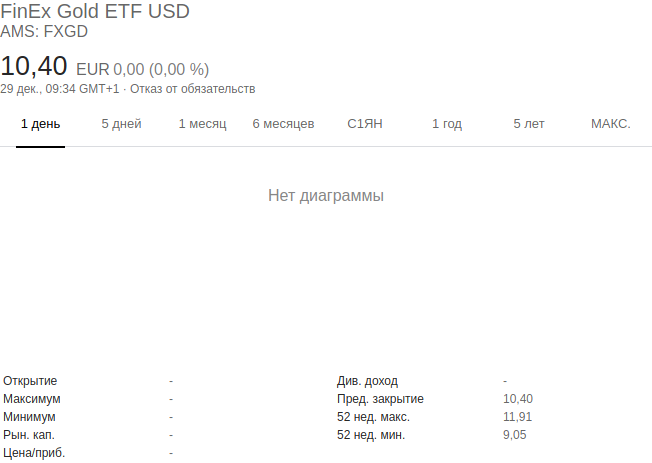 FinEx Gold ETF USD
AMS: FXGD
10,40 EUR 0,00 (0,00 %)
29 дек., 09:34 GMT+1 · Отказ от обязательств
1 день 5 дней 1 месяц 6 месяцев С1ЯН 1 год 5 лет МАКС.
Нет диаграммы
Открытие - Див. доход -
Максимум - Пред. закрытие 10,40
Минимум - 52 нед. макс. 11,91
Рын. кап. - 52 нед. мин. 9,05
Цена/приб. -